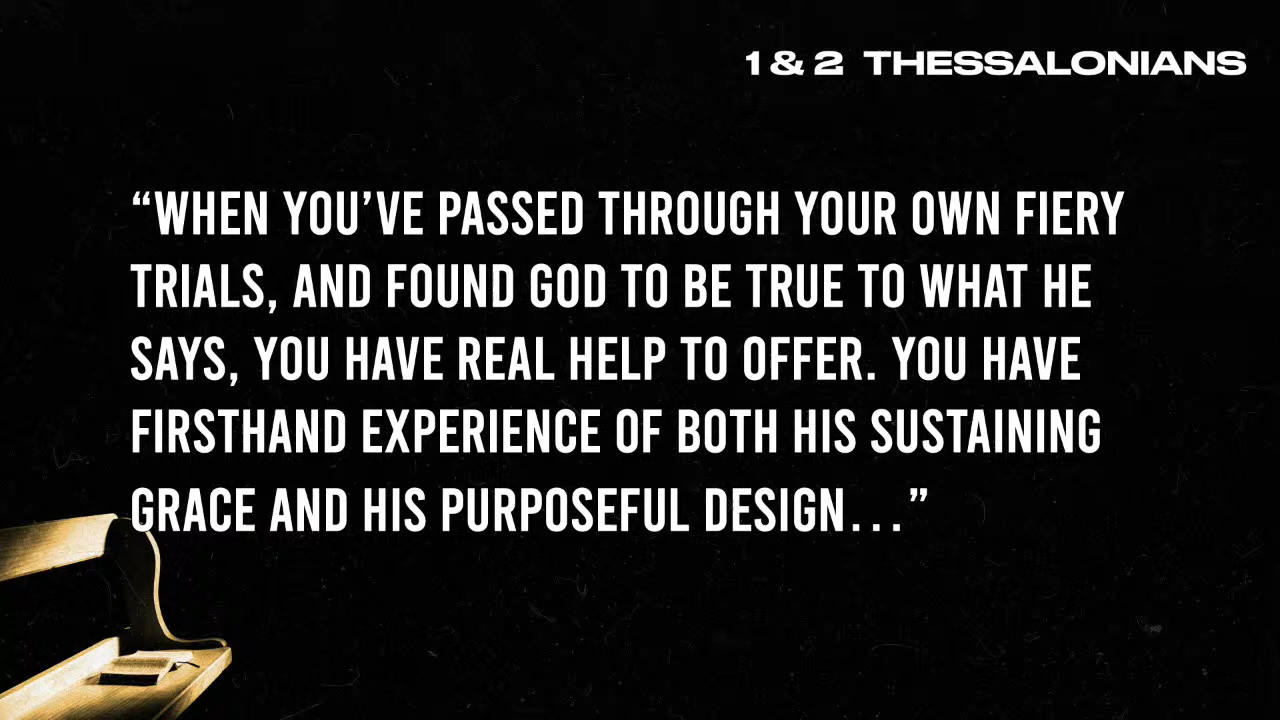 1 & 2 THESSALONIANS
“WHEN YOU’VE PASSED THROUGH YOUR OWN FIERY
TRIALS, AND FOUND GOD TO BE TRUE TO WHAT HE
SAYS, YOU HAVE REAL HELP TO OFFER. YOU HAVE
FIRSTHAND EXPERIENCE OF BOTH HIS SUSTAINING
GRACE AND HIS PURPOSEFUL DESIGN...”